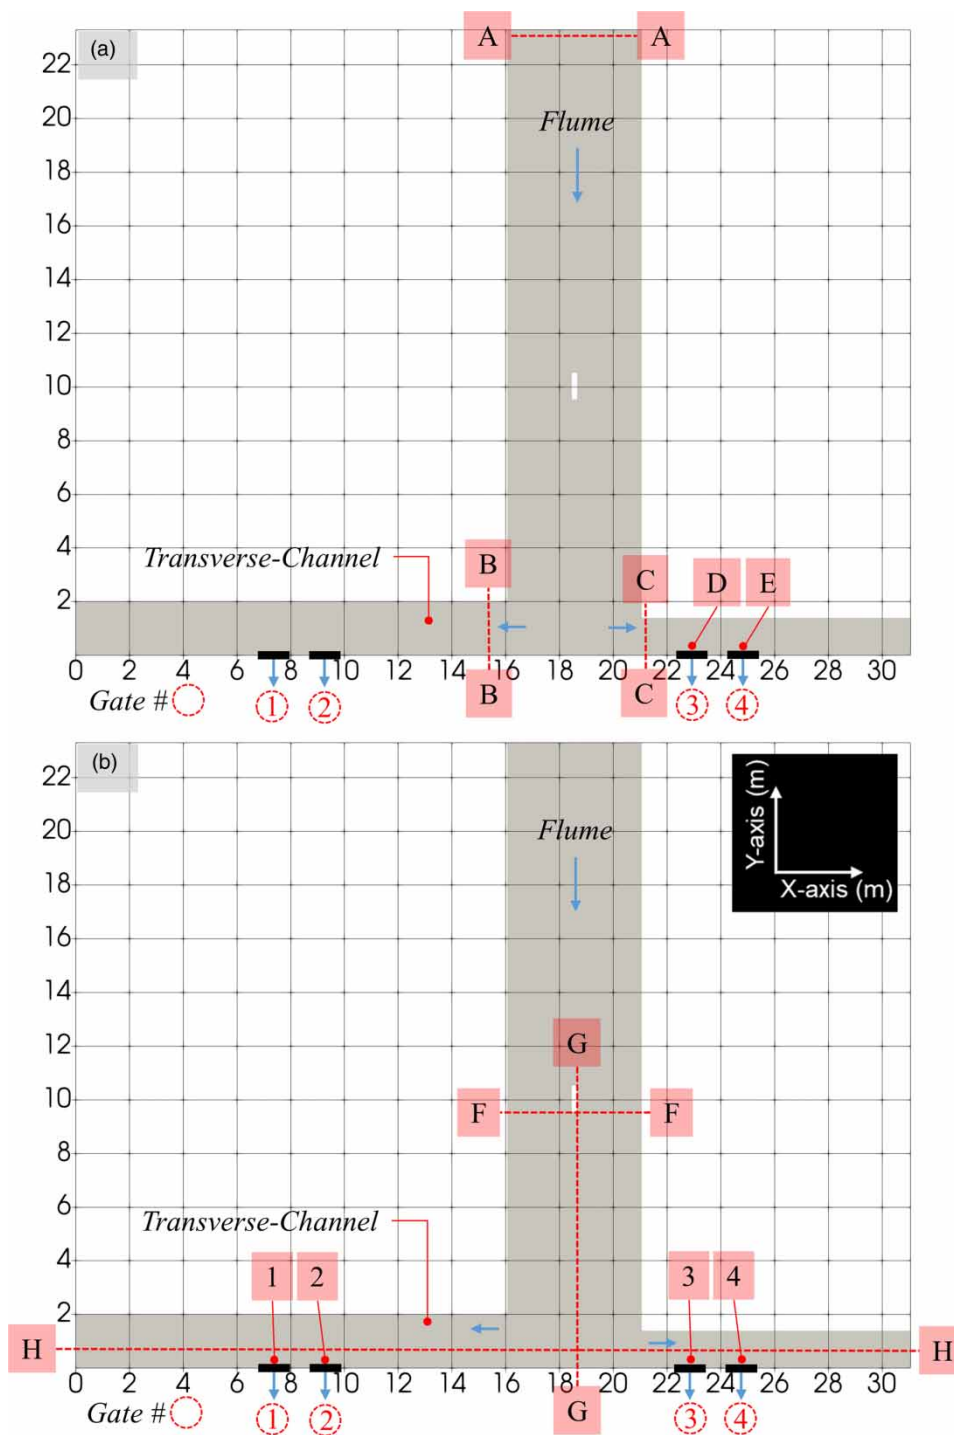 (a)
A A
22
20
Flume
18
16
14
12
10
8
6
4
Transverse-Channel
B
C
D
E
2
0 2 4 6 8 10 12 14 16 18 20 22 24 26 28 30
B
C
Gate #
1
2
3
4
(b)
22
20
Flume
18
16
14
12
10
8
6
4
2
Y-axis (m)
X-axis (m)
G
F F
Transverse-Channel
1
2
3
4
H H
0 2 4 6 8 10 12 14 16 18 20 22 24 26 28 30
G
Gate #
1
2
3
4